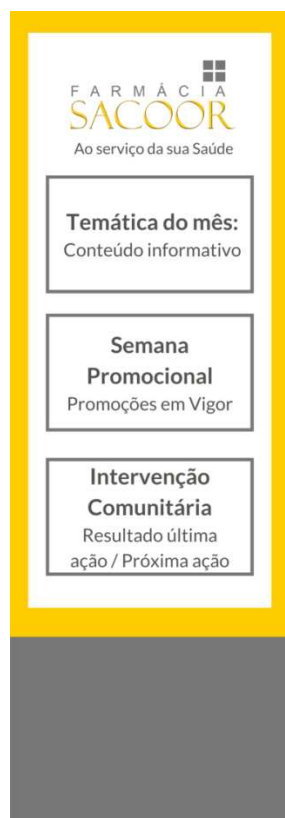 FARMÁCIA
SACOOR
Ao serviço da sua Saúde
Temática do mês:
Conteúdo informativo
Semana
Promocional
Promoções em Vigor
Intervenção
Comunitária
Resultado última
ação / Próxima ação